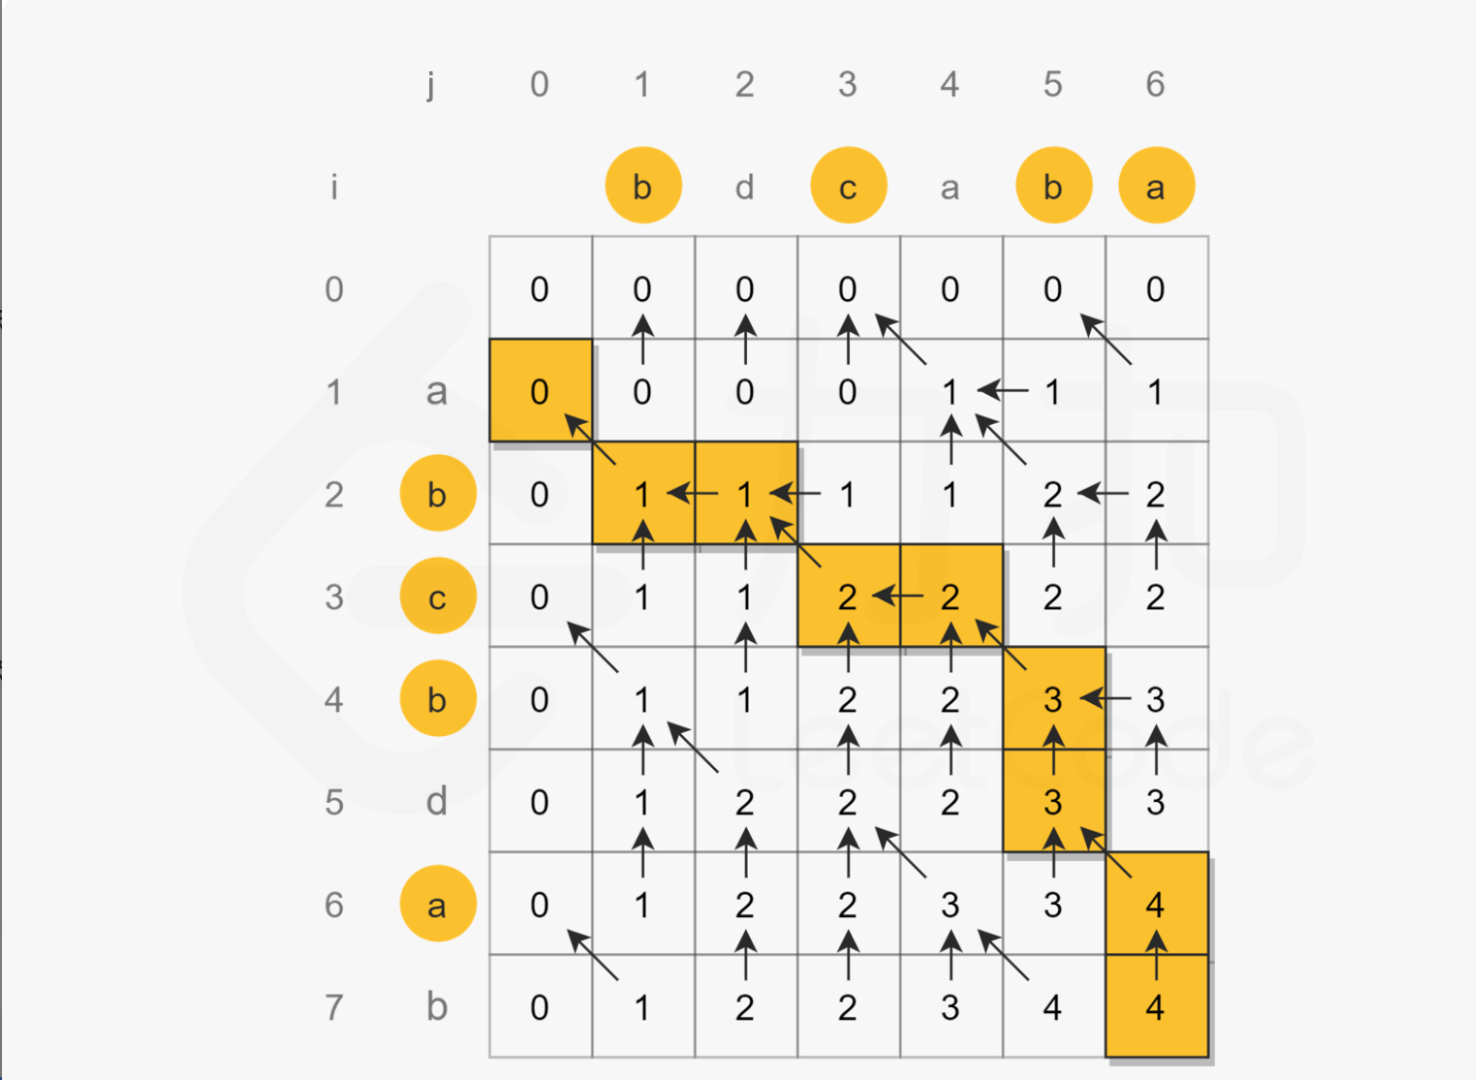 j 0 1 2 3 4 5 6
i b d c a b a
0 0 0 0 0 0 0 0
1 a 0 0 0 0 1 1 1
2 b 0 1 1 1 1 2 2
3 c 0 1 1 2 2 2 2
4 b 0 1 1 2 2 3 3
5 d 0 1 2 2 2 3 3
6 a 0 1 2 2 3 3 4
7 b 0 1 2 2 3 4 4
力扣
LeetCode